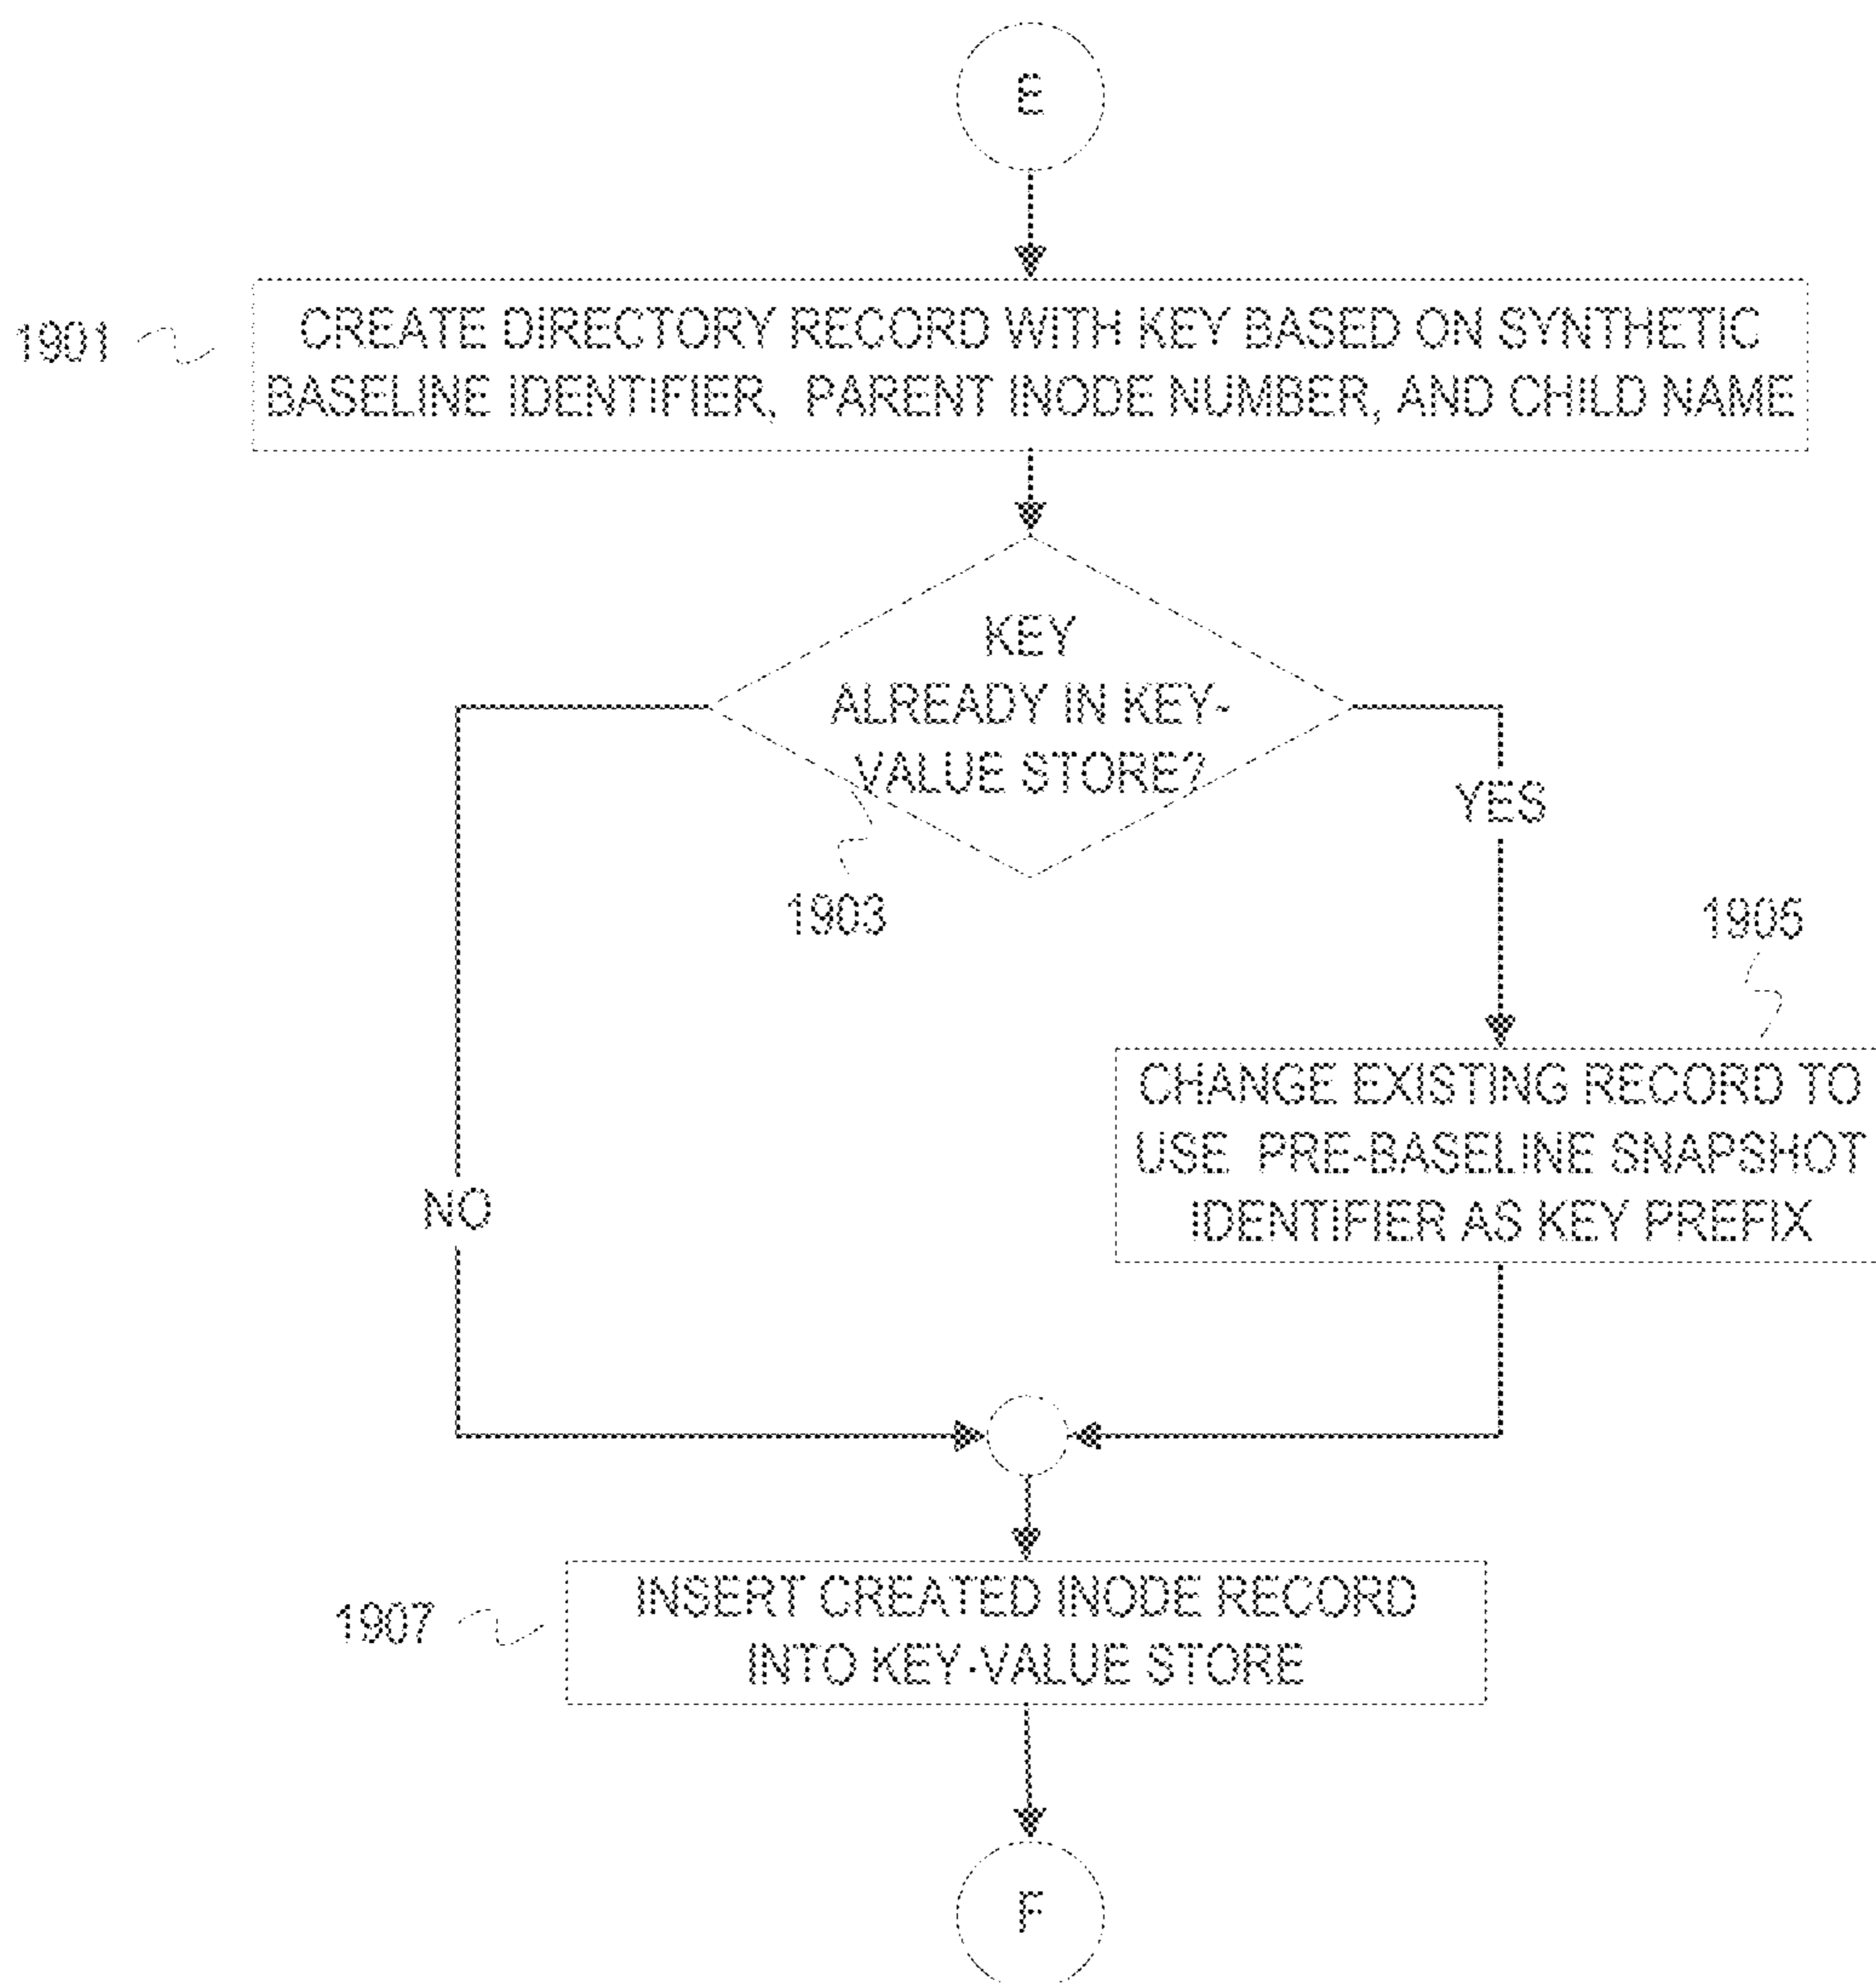 E
1901
CREATE DIRECTORY RECORD WITH KEY BASED ON SYNTHETIC
BASELINE IDENTIFIER, PARENT INODE NUMBER, AND CHILD NAME
KEY
ALREADY IN KEY-
VALUE STORE?
YES
1903
1905
CHANGE EXISTING RECORD TO
USE PRE-BASELINE SNAPSHOT
IDENTIFIER AS KEY PREFIX
NO
1907
INSERT CREATED INODE RECORD
INTO KEY-VALUE STORE
F